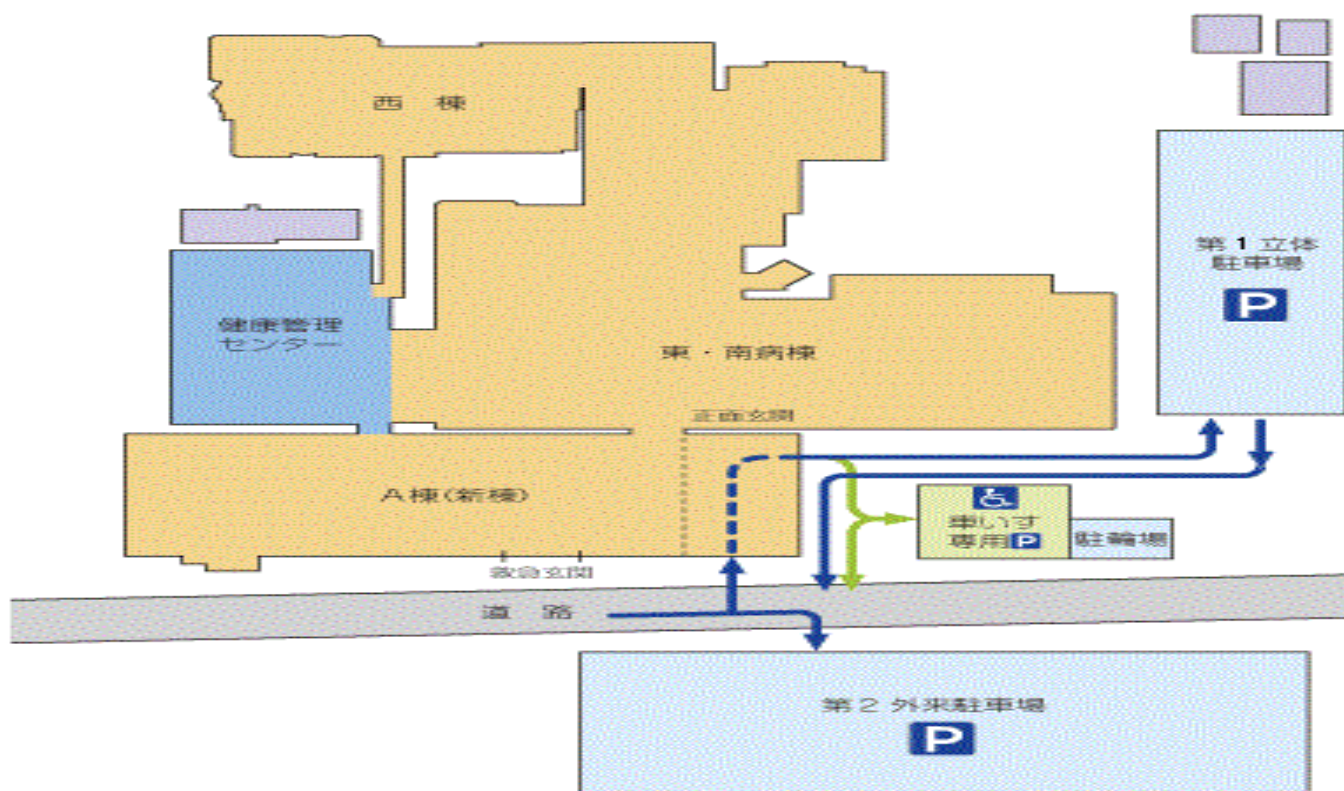 西 棟
第1立体
駐車場
P
健康管理
センター
東・南病棟
正面玄関
A棟(新棟)
車いす
専用P
駐輪場
救急玄関
道 路
第2 外来駐車場
P